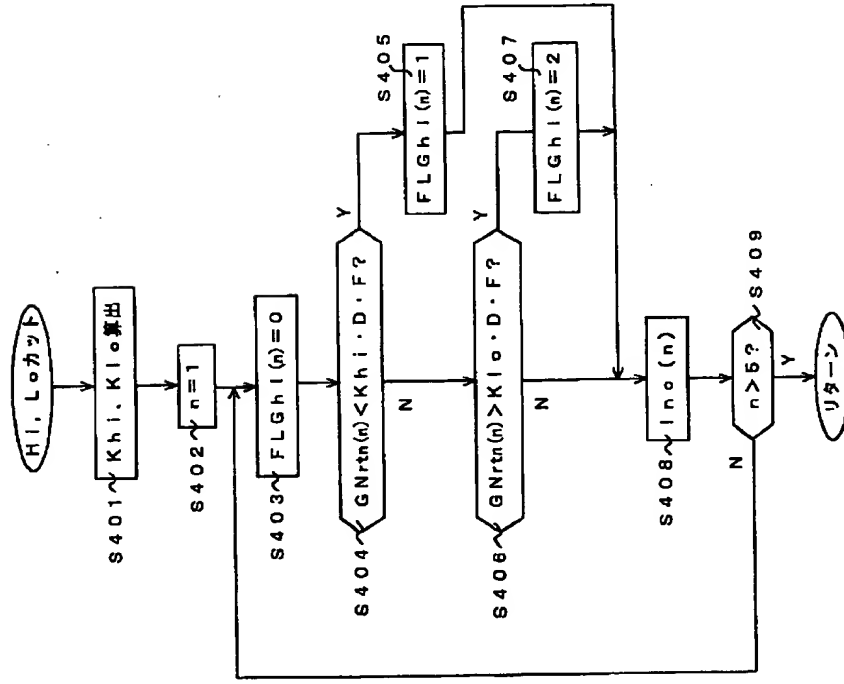 Hi, Loカット
S401
Khi, Klo算出
S402
n=1
S403
FLGhl(n)=0
S404
GNrtn(n)<Khi・D・F?
Y
N
S405
FLGhl(n)=1
S406
GNrtn(n)>Klo・D・F?
Y
N
S407
FLGhl(n)=2
S408
Inc(n)
S409
n>5?
N
Y
リターン